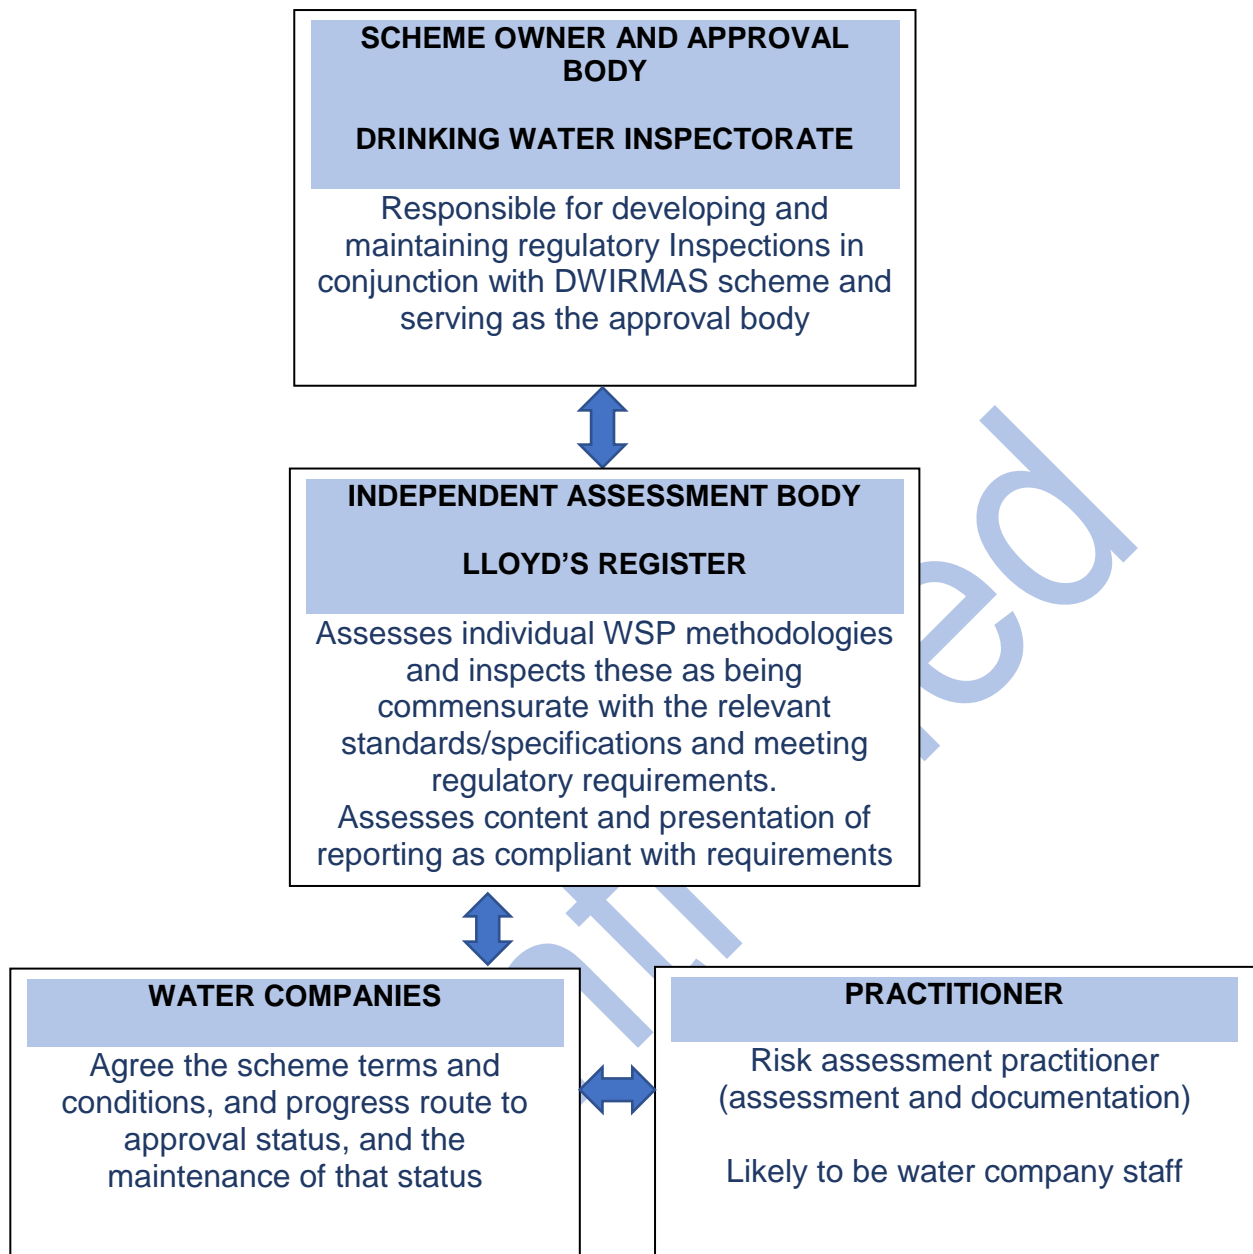 SCHEME OWNER AND APPROVAL
BODY
DRINKING WATER INSPECTORATE
Responsible for developing and
maintaining regulatory Inspections in
conjunction with DWIRMAS scheme and
serving as the approval body
INDEPENDENT ASSESSMENT BODY
LLOYD’S REGISTER
Assesses individual WSP methodologies
and inspects these as being
commensurate with the relevant
standards/specifications and meeting
regulatory requirements.
Assesses content and presentation of
reporting as compliant with requirements
WATER COMPANIES
Agree the scheme terms and
conditions, and progress route to
approval status, and the
maintenance of that status
PRACTITIONER
Risk assessment practitioner
(assessment and documentation)
Likely to be water company staff